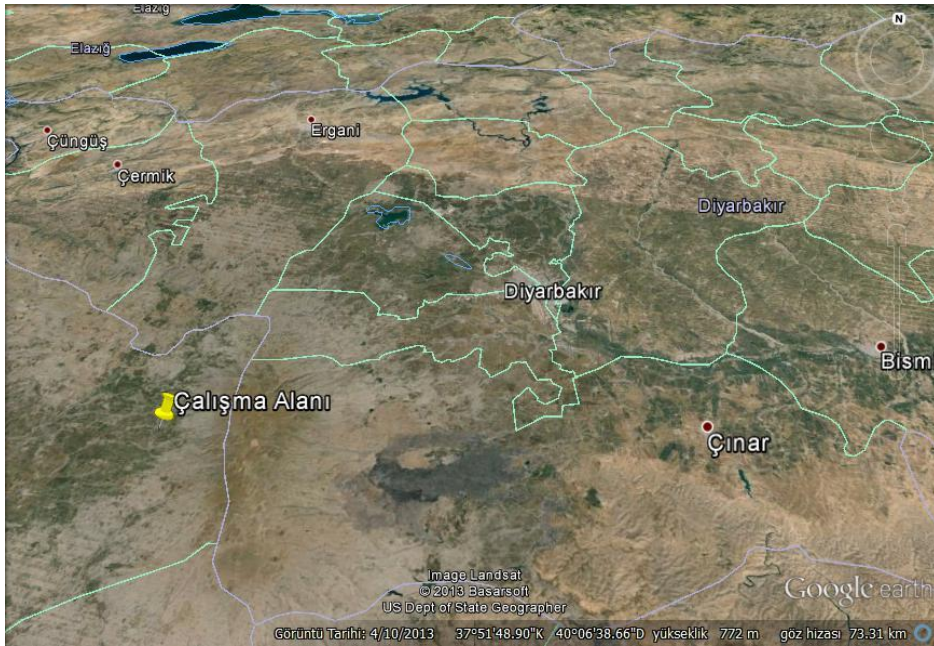 Elazığ
N
Elazığ
Ergani
Çüngüş
Çermik
Diyarbakır
Diyarbakır
Bism
Çalışma Alanı
Çınar
Image Landsat
© 2013 Basarsoft
US Dept of State Geographer
Google earth
Görüntü Tarihi: 4/10/2013 37°51'48.90"K 40°06'38.66"D yükseklik 772 m göz hizası 73.31 km